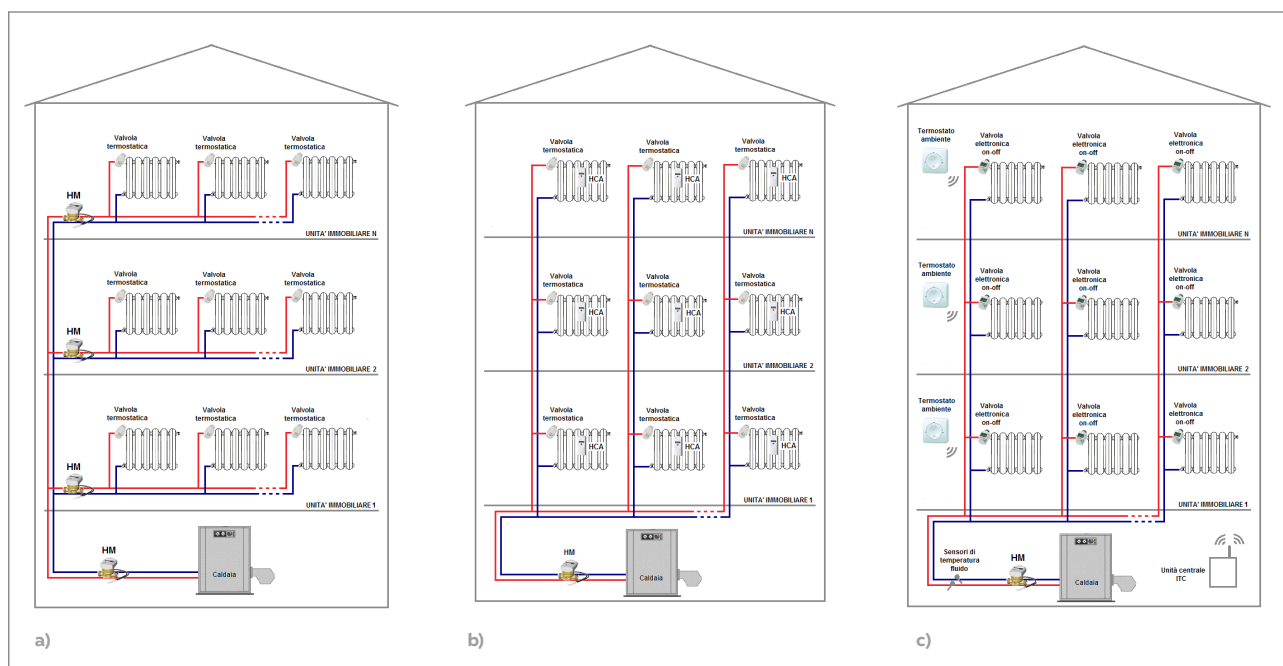 Valvola
termostatica
Valvola
termostatica
Valvola
termostatica
HM
UNITA' IMMOBILIARE N
Valvola
termostatica
Valvola
termostatica
Valvola
termostatica
HM
UNITA' IMMOBILIARE 2
Valvola
termostatica
Valvola
termostatica
Valvola
termostatica
HM
UNITA' IMMOBILIARE 1
HM
Caldaia
a)
Valvola
termostatica
Valvola
termostatica
Valvola
termostatica
HCA
HCA
HCA
UNITA' IMMOBILIARE N
Valvola
termostatica
Valvola
termostatica
Valvola
termostatica
HCA
HCA
HCA
UNITA' IMMOBILIARE 2
Valvola
termostatica
Valvola
termostatica
Valvola
termostatica
HCA
HCA
HCA
UNITA' IMMOBILIARE 1
HM
Caldaia
b)
Termostato
ambiente
Valvola
elettronica
on-off
Valvola
elettronica
on-off
Valvola
elettronica
on-off
UNITA' IMMOBILIARE N
Termostato
ambiente
Valvola
elettronica
on-off
Valvola
elettronica
on-off
Valvola
elettronica
on-off
UNITA' IMMOBILIARE 2
Termostato
ambiente
Valvola
elettronica
on-off
Valvola
elettronica
on-off
Valvola
elettronica
on-off
UNITA' IMMOBILIARE 1
Sensori di
temperatura
fluido
HM
Caldaia
Unità centrale
ITC
c)